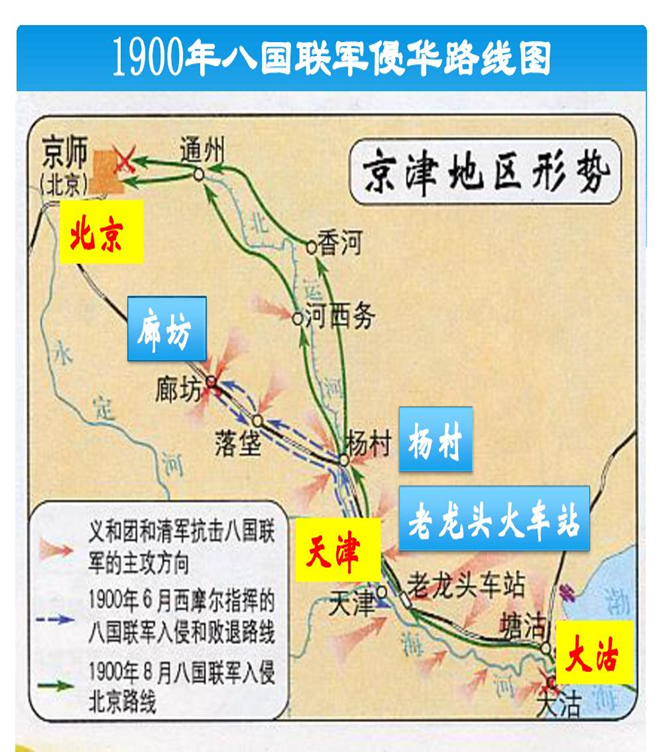 1900年八国联军侵华路线图
京津地区形势
京师
(北京)
通州
北京
北
香河
运
河西务
廊坊
廊坊
永
定
河
落垡
河
杨村
杨村
老龙头火车站
天津
天津
老龙头车站
塘沽
大沽
大沽
海
河
渤
海
义和团和清军抗击八国联
军的主攻方向
1900年6月西摩尔指挥的
八国联军入侵和败退路线
1900年8月八国联军入侵
北京路线